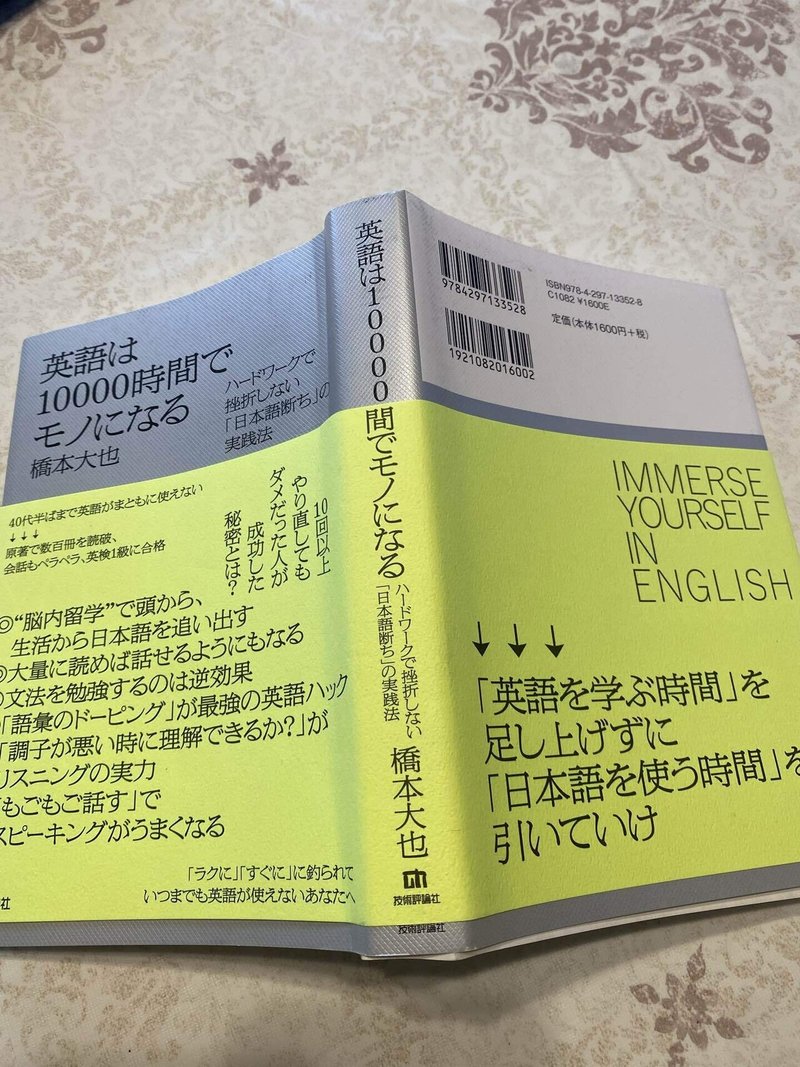 英語は
10000時間で
モノになる
ハードワークで
挫折しない
「日本語断ち」の
実践法
橋本大也
10回以上
やり直しても
ダメだった人が
成功した
秘密とは?
40代半ばまで英語がまともに使えない
↓↓↓
原著で数百冊を読破、
会話もペラペラ、英検1級に合格
◎“脳内留学”で頭から、
生活から日本語を追い出す
◎大量に読めば話せるようにもなる
文法を勉強するのは逆効果
「語彙のドーピング」が最強の英語ハック
「調子が悪い時に理解できるか?」が
リスニングの実力
もごもご話す」で
スピーキングがうまくなる
「ラクに」「すぐに」に釣られて
いつまでも英語が使えないあなたへ
社
英語は10000間でモノになる
ハードワークで挫折しない
「日本語断ち」の実践法
橋本大也
技術評論社
技術評論社
9784297133528
1921082016002
ISBN978-4-297-13352-8
C1082 ¥1600E
定価(本体1600円+税)
IMMERSE
YOURSELF
IN
ENGLISH
↓↓↓
「英語を学ぶ時間」を
足し上げずに
「日本語を使う時間」を
引いていけ